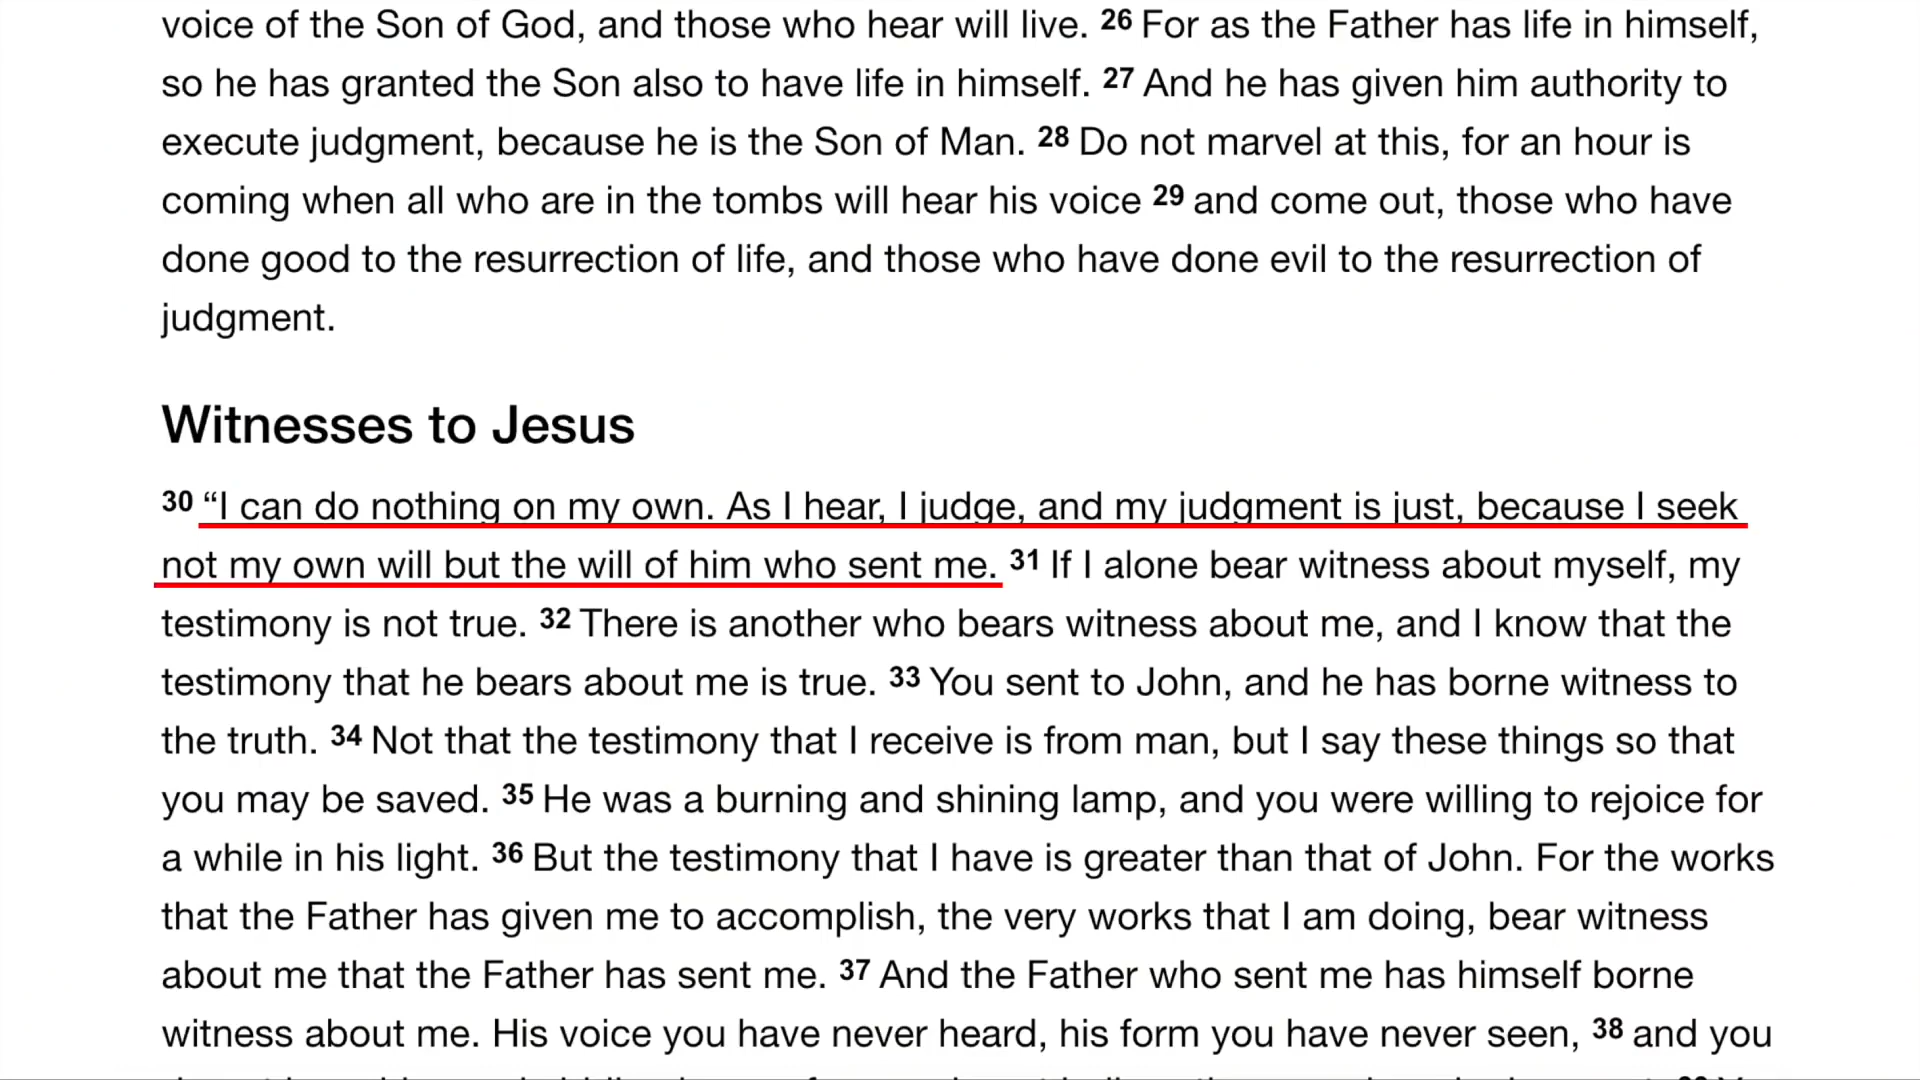 voice of the Son of God, and those who hear will live. 26 For as the Father has life in himself,
so he has granted the Son also to have life in himself. 27 And he has given him authority to
execute judgment, because he is the Son of Man. 28 Do not marvel at this, for an hour is
coming when all who are in the tombs will hear his voice 29 and come out, those who have
done good to the resurrection of life, and those who have done evil to the resurrection of
judgment.
Witnesses to Jesus
30 “I can do nothing on my own. As I hear, I judge, and my judgment is just, because I seek
not my own will but the will of him who sent me. 31 If I alone bear witness about myself, my
testimony is not true. 32 There is another who bears witness about me, and I know that the
testimony that he bears about me is true. 33 You sent to John, and he has borne witness to
the truth. 34 Not that the testimony that I receive is from man, but I say these things so that
you may be saved. 35 He was a burning and shining lamp, and you were willing to rejoice for
a while in his light. 36 But the testimony that I have is greater than that of John. For the works
that the Father has given me to accomplish, the very works that I am doing, bear witness
about me that the Father has sent me. 37 And the Father who sent me has himself borne
witness about me. His voice you have never heard, his form you have never seen, 38 and you